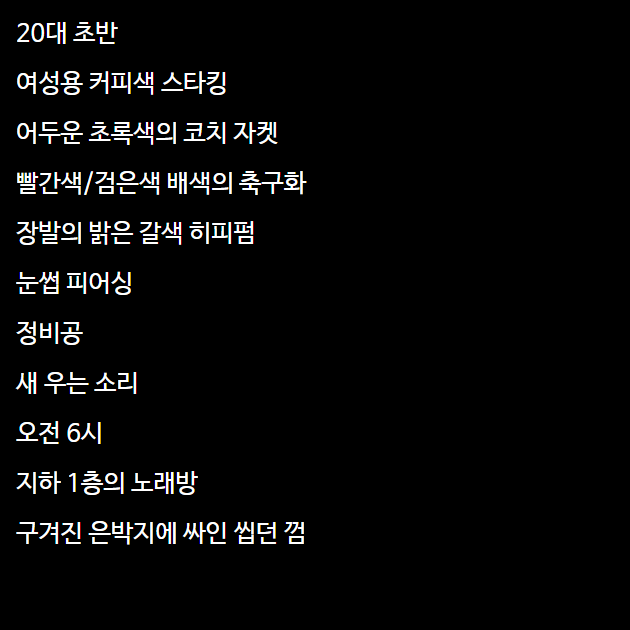 20대 초반
여성용 커피색 스타킹
어두운 초록색의 코치 자켓
빨간색/검은색 배색의 축구화
장발의 밝은 갈색 히피펌
눈썹 피어싱
정비공
새 우는 소리
오전 6시
지하 1층의 노래방
구겨진 은박지에 싸인 씹던 껌